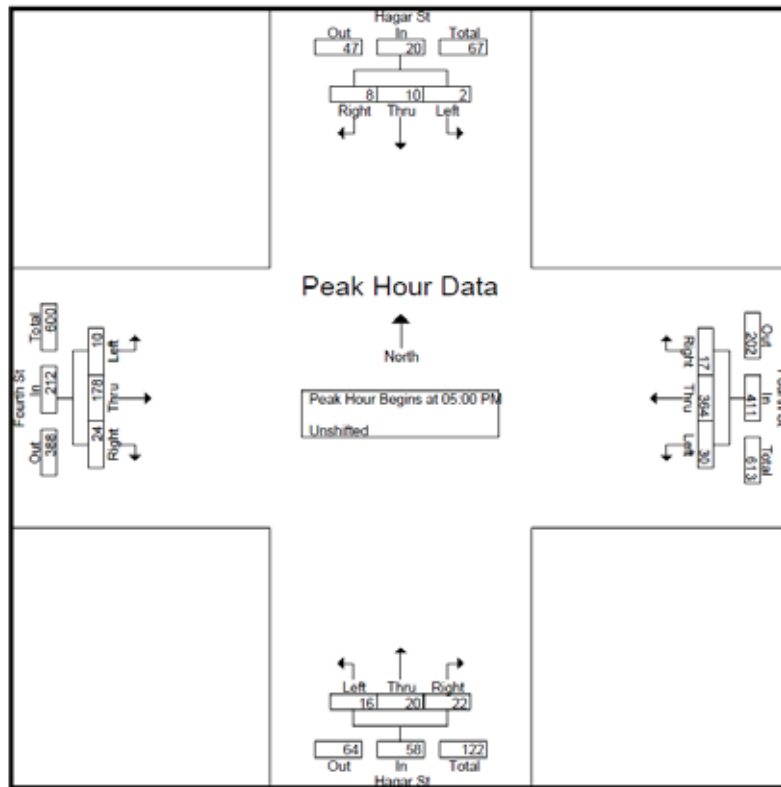 Hagar St
Out In Total
47 20 67
8 10 2
Right Thru Left
Peak Hour Data
North
Peak Hour Begins at 05:00 PM
Unshifted
Fourth St
Total In Out
600 212 388
10 178 24
Left Thru Right
Right Thru Left
17 364 30
202 411 613
Out In Total
Left Thru Right
16 20 22
64 58 122
Out In Total
Hagar St